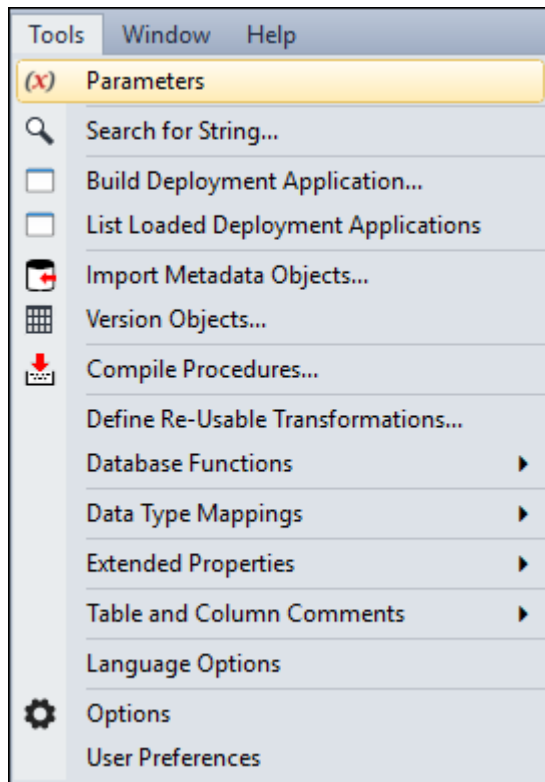 Tools Window Help
(x) Parameters
Search for String...
Build Deployment Application...
List Loaded Deployment Applications
Import Metadata Objects...
Version Objects...
Compile Procedures...
Define Re-Usable Transformations...
Database Functions
Data Type Mappings
Extended Properties
Table and Column Comments
Language Options
Options
User Preferences